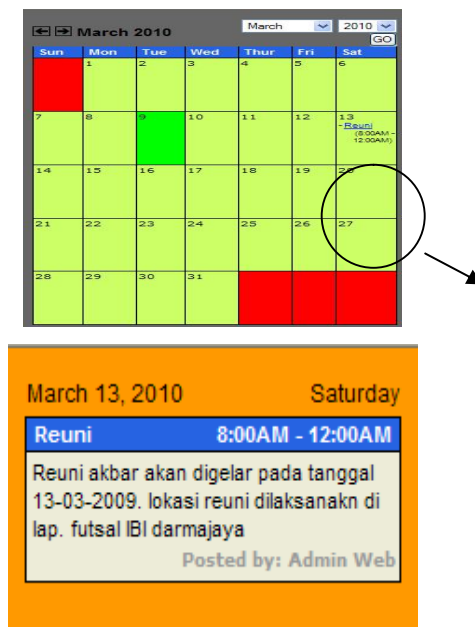 March 2010 March 2010
GO
Sun Mon Tue Wed Thur Fri Sat
1 2 3 4 5 6
7 8 9 10 11 12 13
- Reuni
(8:00AM -
12:00AM)
14 15 16 17 18 19 20
21 22 23 24 25 26 27
28 29 30 31
March 13, 2010 Saturday
Reuni 8:00AM - 12:00AM
Reuni akbar akan digelar pada tanggal
13-03-2009. lokasi reuni dilaksanakn di
lap. futsal IBI darmajaya
Posted by: Admin Web